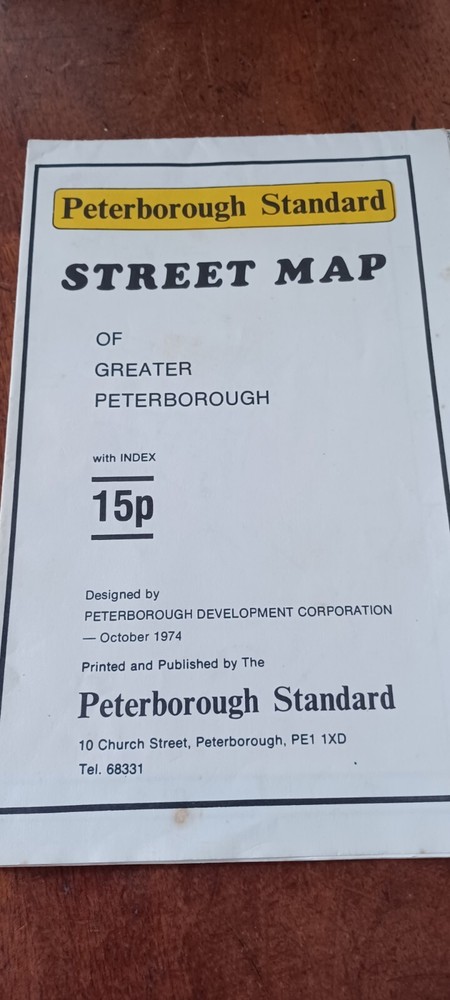 Peterborough Standard
STREET MAP
OF
GREATER
PETERBOROUGH
with INDEX
15p
Designed by
PETERBOROUGH DEVELOPMENT CORPORATION
— October 1974
Printed and Published by The
Peterborough Standard
10 Church Street, Peterborough, PE1 1XD
Tel. 68331